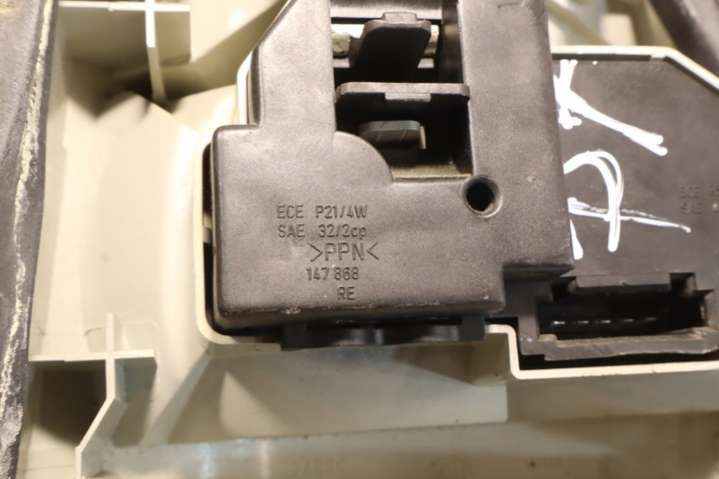 ECE P21/4W
SAE 32/2cp
>PPN<
147 868
RE